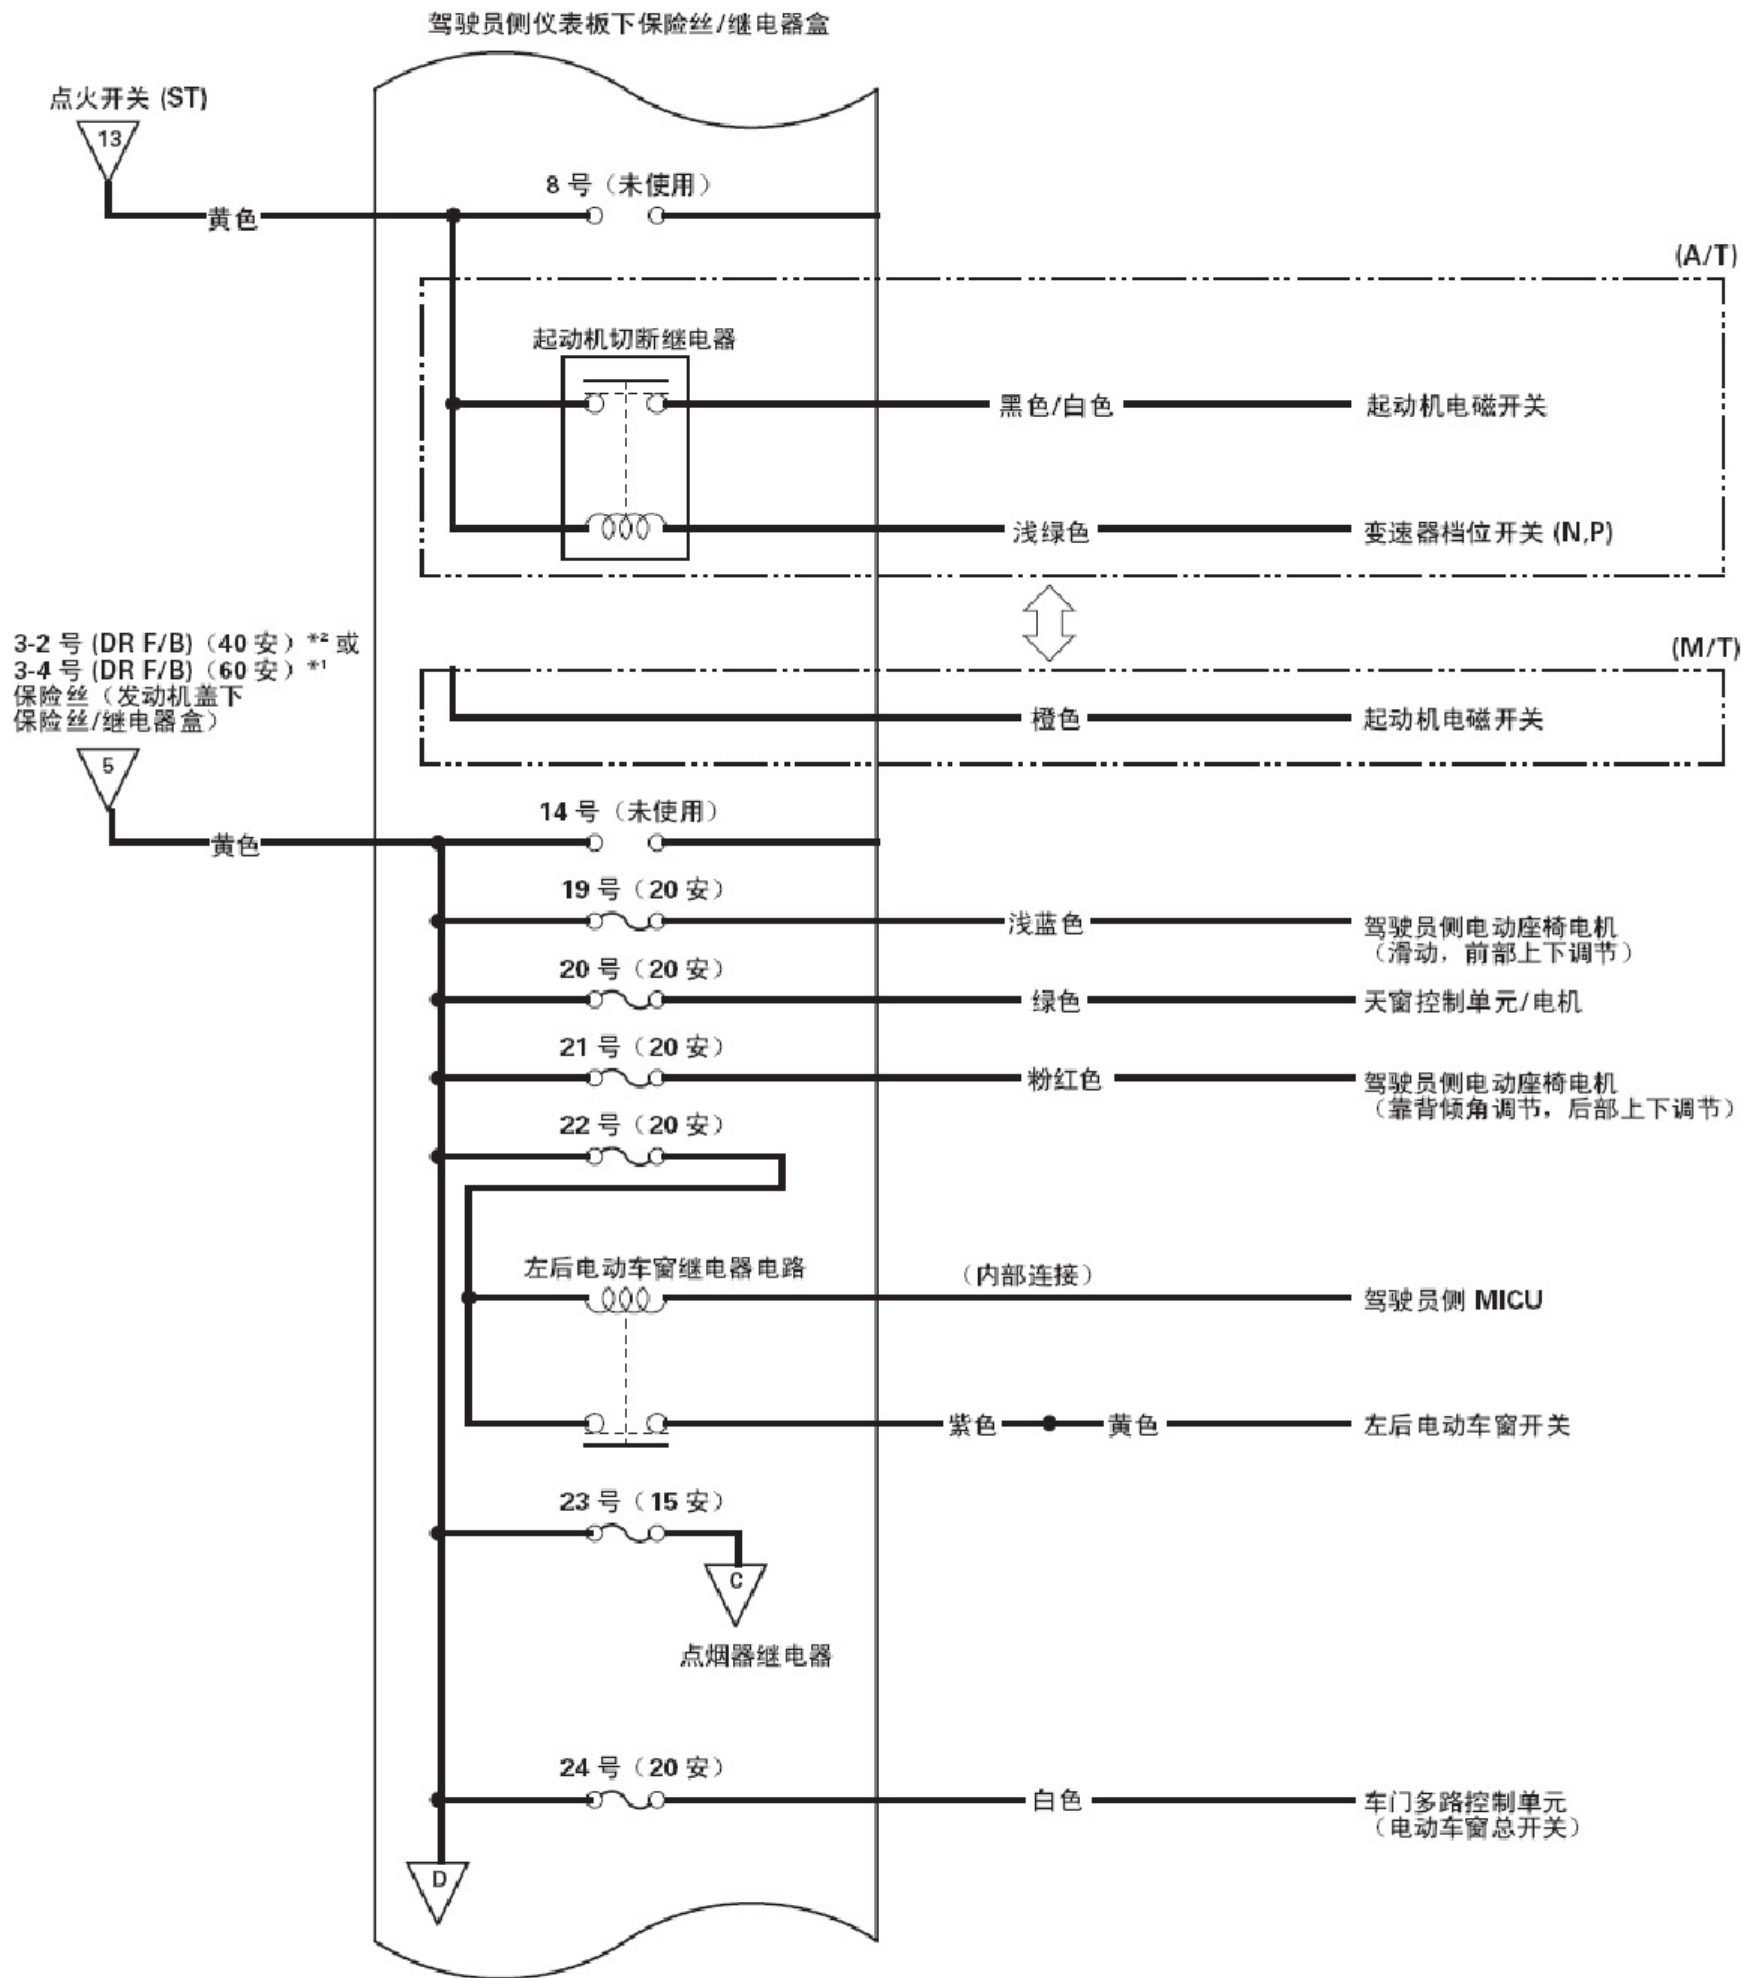 驾驶员侧仪表板下保险丝/继电器盒
点火开关 (ST)
13
8 号（未使用）
黄色
(A/T)
起动机切断继电器
黑色/白色
起动机电磁开关
浅绿色
变速器档位开关 (N,P)
3-2 号 (DR F/B)（40 安）*² 或
3-4 号 (DR F/B)（60 安）*¹
保险丝（发动机盖下
保险丝/继电器盒）
(M/T)
橙色
起动机电磁开关
5
14 号（未使用）
黄色
19 号（20 安）
浅蓝色
驾驶员侧电动座椅电机
（滑动，前部上下调节）
20 号（20 安）
绿色
天窗控制单元/电机
21 号（20 安）
粉红色
驾驶员侧电动座椅电机
（靠背倾角调节，后部上下调节）
22 号（20 安）
左后电动车窗继电器电路
（内部连接）
驾驶员侧 MICU
紫色
黄色
左后电动车窗开关
23 号（15 安）
C
点烟器继电器
24 号（20 安）
白色
车门多路控制单元
（电动车窗总开关）
D